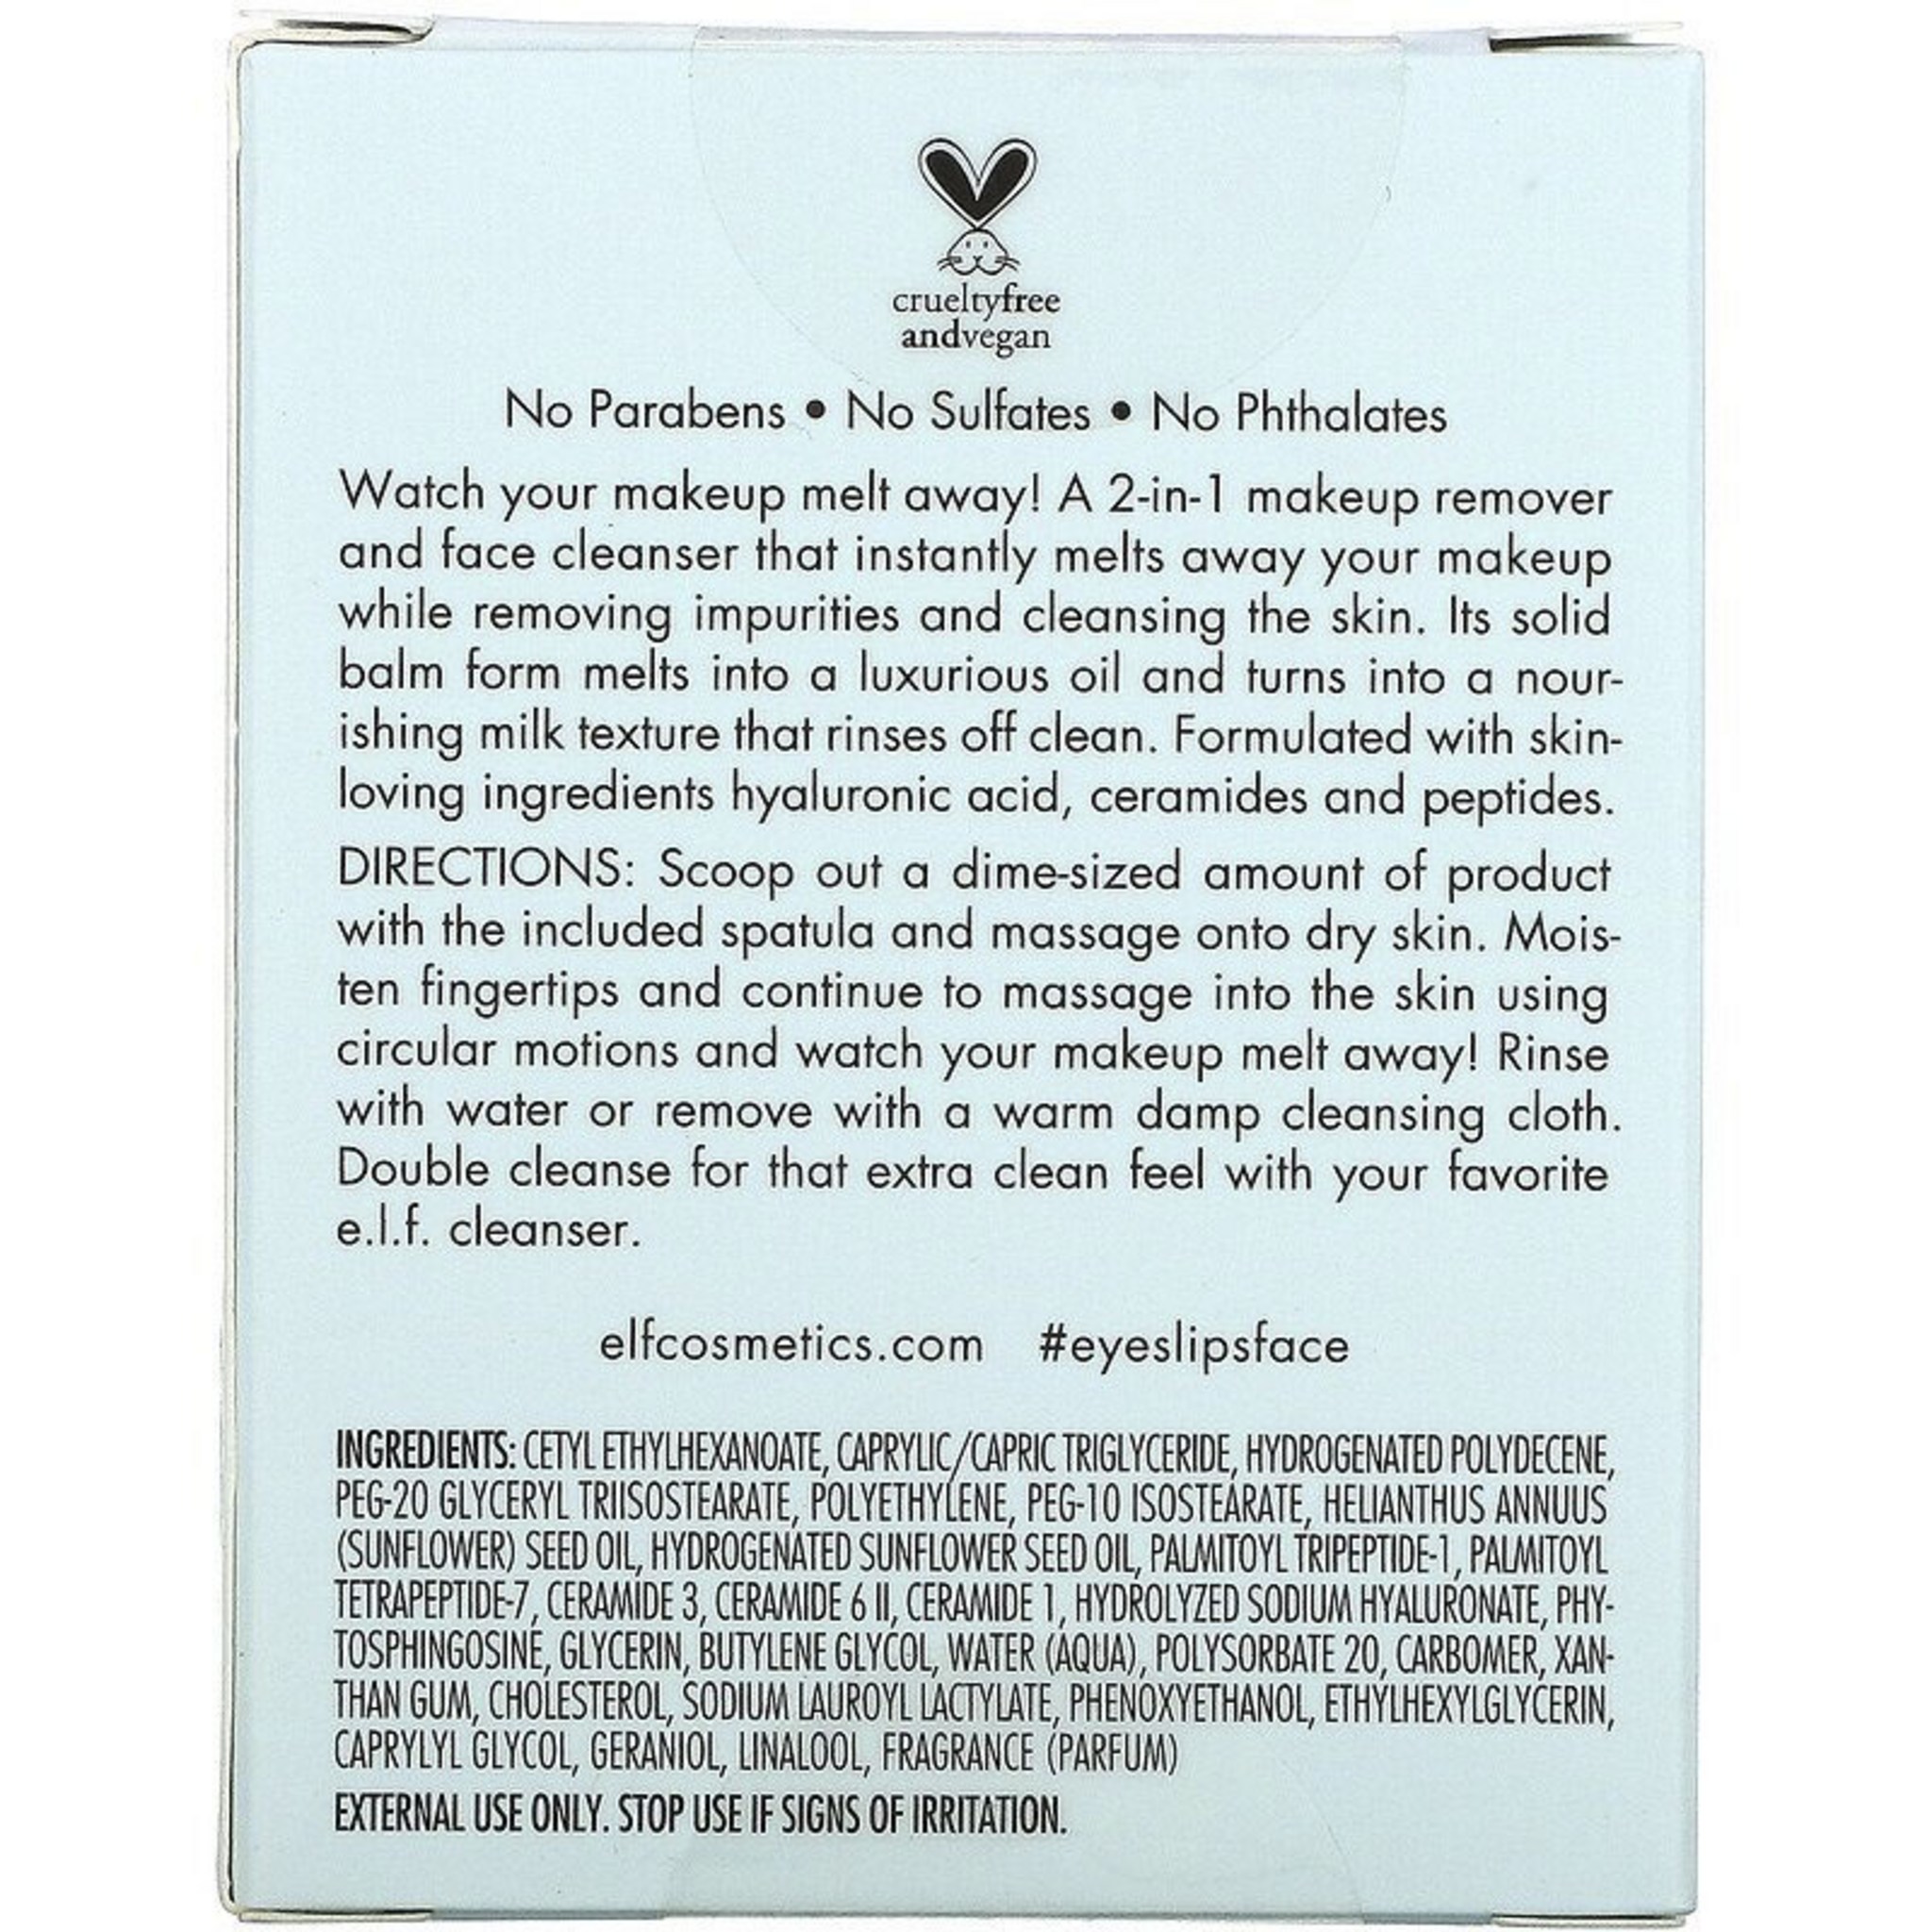 crueltyfree
andvegan
No Parabens • No Sulfates • No Phthalates
Watch your makeup melt away! A 2-in-1 makeup remover
and face cleanser that instantly melts away your makeup
while removing impurities and cleansing the skin. Its solid
balm form melts into a luxurious oil and turns into a nour-
ishing milk texture that rinses off clean. Formulated with skin-
loving ingredients hyaluronic acid, ceramides and peptides.
DIRECTIONS: Scoop out a dime-sized amount of product
with the included spatula and massage onto dry skin. Mois-
ten fingertips and continue to massage into the skin using
circular motions and watch your makeup melt away! Rinse
with water or remove with a warm damp cleansing cloth.
Double cleanse for that extra clean feel with your favorite
e.l.f. cleanser.
elfcosmetics.com #eyeslipsface
INGREDIENTS: CETYL ETHYLHEXANOATE, CAPRYLIC/CAPRIC TRIGLYCERIDE, HYDROGENATED POLYDECENE,
PEG-20 GLYCERYL TRIISOSTEARATE, POLYETHYLENE, PEG-10 ISOSTEARATE, HELIANTHUS ANNUUS
(SUNFLOWER) SEED OIL, HYDROGENATED SUNFLOWER SEED OIL, PALMITOYL TRIPEPTIDE-1, PALMITOYL
TETRAPEPTIDE-7, CERAMIDE 3, CERAMIDE 6 II, CERAMIDE 1, HYDROLYZED SODIUM HYALURONATE, PHY-
TOSPHINGOSINE, GLYCERIN, BUTYLENE GLYCOL, WATER (AQUA), POLYSORBATE 20, CARBOMER, XAN-
THAN GUM, CHOLESTEROL, SODIUM LAUROYL LACTYLATE, PHENOXYETHANOL, ETHYLHEXYLGLYCERIN,
CAPRYLYL GLYCOL, GERANIOL, LINALOOL, FRAGRANCE (PARFUM)
EXTERNAL USE ONLY. STOP USE IF SIGNS OF IRRITATION.